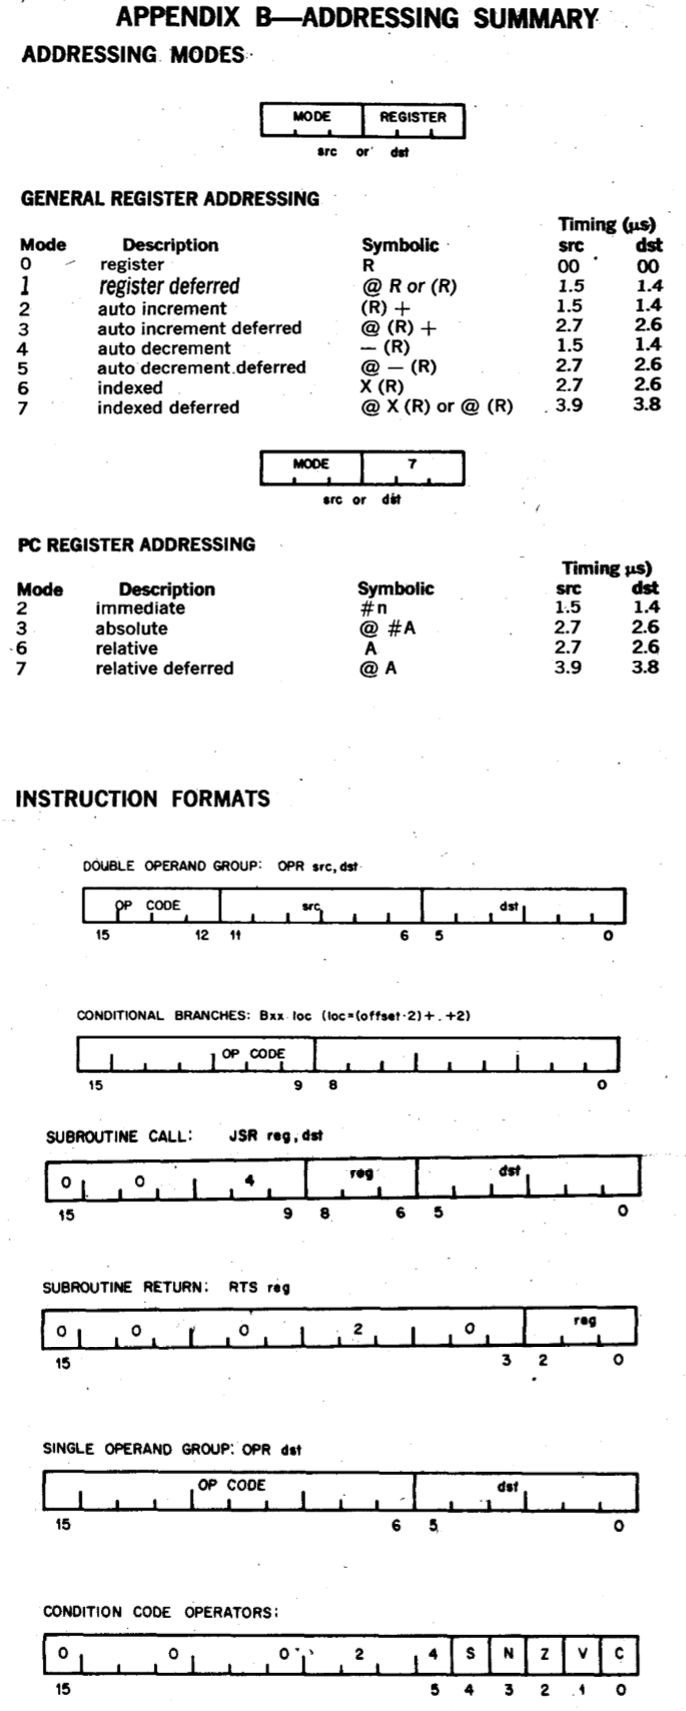 APPENDIX B—ADDRESSING SUMMARY
ADDRESSING MODES
MODE REGISTER
src or dst
GENERAL REGISTER ADDRESSING
Timing (μs)
Mode Description Symbolic src dst
0 register R 00 00
1 register deferred @ R or (R) 1.5 1.4
2 auto increment (R) + 1.5 1.4
3 auto increment deferred @ (R) + 2.7 2.6
4 auto decrement — (R) 1.5 1.4
5 auto decrement deferred @ — (R) 2.7 2.6
6 indexed X (R) 2.7 2.6
7 indexed deferred @ X (R) or @ (R) 3.9 3.8
MODE 7
src or dst
PC REGISTER ADDRESSING
Timing μs)
Mode Description Symbolic src dst
2 immediate #n 1.5 1.4
3 absolute @ #A 2.7 2.6
6 relative A 2.7 2.6
7 relative deferred @ A 3.9 3.8
INSTRUCTION FORMATS
DOUBLE OPERAND GROUP: OPR src,dst
OP CODE src dst
15 12 11 6 5 0
CONDITIONAL BRANCHES: Bxx loc (loc=(offset·2)+ . +2)
OP CODE
15 9 8 0
SUBROUTINE CALL: JSR reg,dst
0 0 4 reg dst
15 9 8 6 5 0
SUBROUTINE RETURN: RTS reg
0 0 0 2 0 reg
15 3 2 0
SINGLE OPERAND GROUP: OPR dst
OP CODE dst
15 6 5 0
CONDITION CODE OPERATORS:
0 0 0 2 4 S N Z V C
15 5 4 3 2 1 0